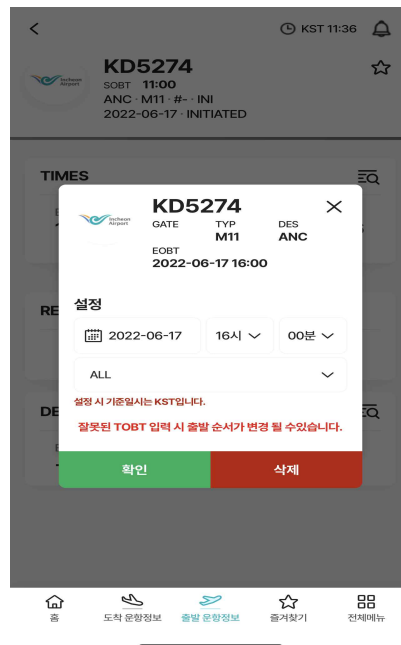 KST 11:36
Incheon
Airport
KD5274
SOBT 11:00
ANC · M11 · #- · INI
2022-06-17 · INITIATED
TIMES
Incheon
Airport
KD5274
GATE TYP DES
M11 ANC
EOBT
2022-06-17 16:00
RE
설정
2022-06-17 16시 00분
ALL
설정 시 기준일시는 KST입니다.
DE
잘못된 TOBT 입력 시 출발 순서가 변경 될 수있습니다.
확인 삭제
홈 도착 운항정보 출발 운항정보 즐겨찾기 전체메뉴